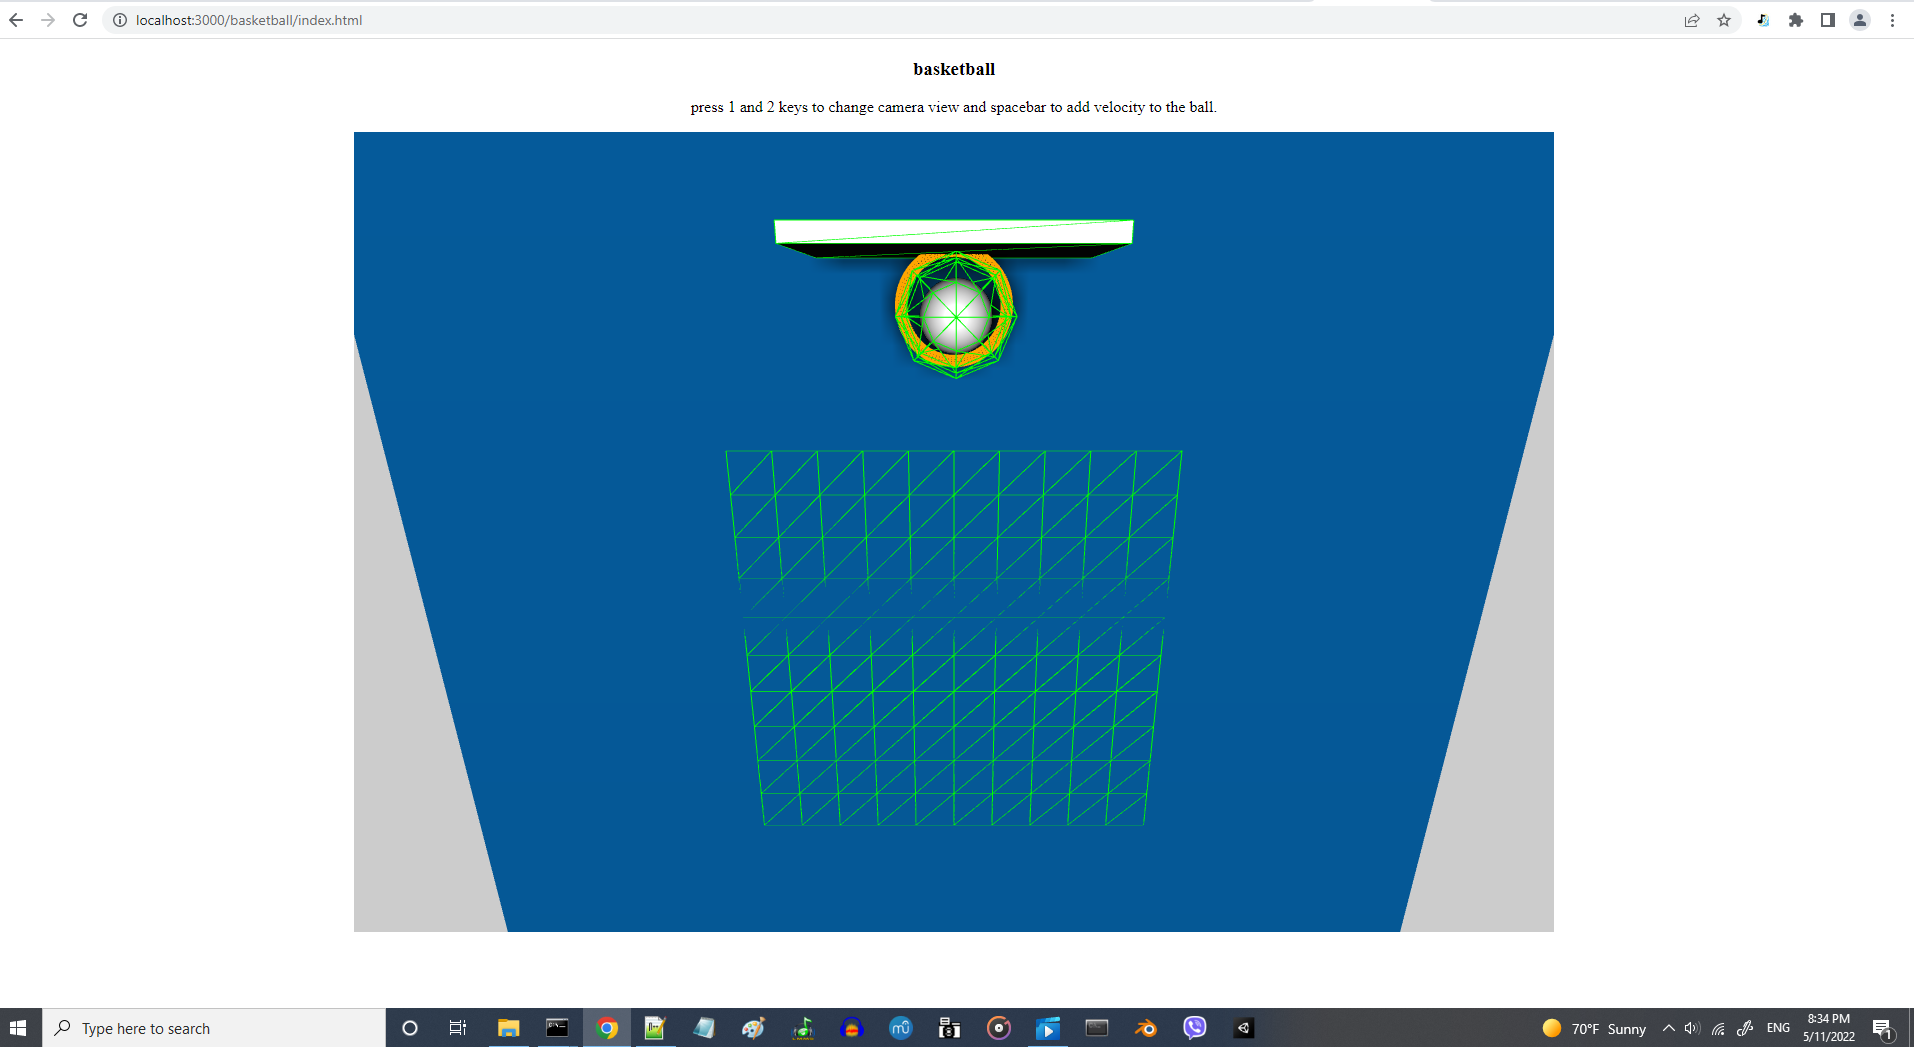 localhost:3000/basketball/index.html
basketball
press 1 and 2 keys to change camera view and spacebar to add velocity to the ball.
Type here to search
70°F Sunny
ENG
8:34 PM
5/11/2022
1